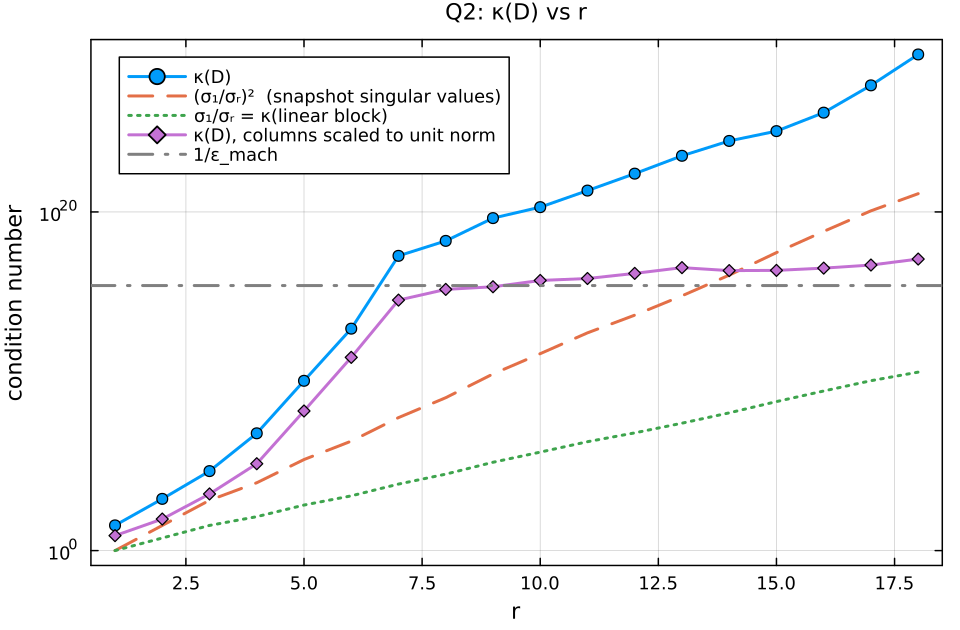 Q2: κ(D) vs r
κ(D)
(σ₁/σᵣ)² (snapshot singular values)
σ₁/σᵣ = κ(linear block)
κ(D), columns scaled to unit norm
1/ε_mach
condition number
10²⁰
10⁰
2.5 5.0 7.5 10.0 12.5 15.0 17.5
r